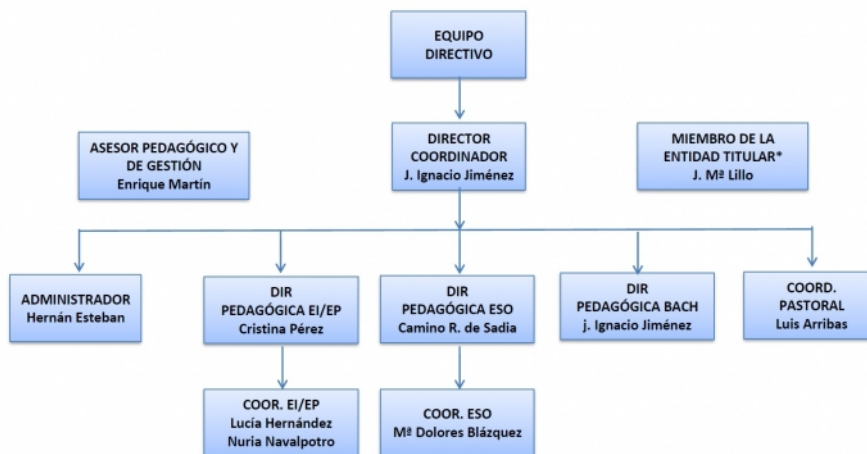 EQUIPO
DIRECTIVO
ASESOR PEDAGÓGICO Y
DE GESTIÓN
Enrique Martín
DIRECTOR
COORDINADOR
J. Ignacio Jiménez
MIEMBRO DE LA
ENTIDAD TITULAR*
J. Mª Lillo
ADMINISTRADOR
Hernán Esteban
DIR
PEDAGÓGICA EI/EP
Cristina Pérez
DIR
PEDAGÓGICA ESO
Camino R. de Sadia
DIR
PEDAGÓGICA BACH
j. Ignacio Jiménez
COORD.
PASTORAL
Luis Arribas
COOR. EI/EP
Lucía Hernández
Nuria Navalpotro
COOR. ESO
Mª Dolores Blázquez